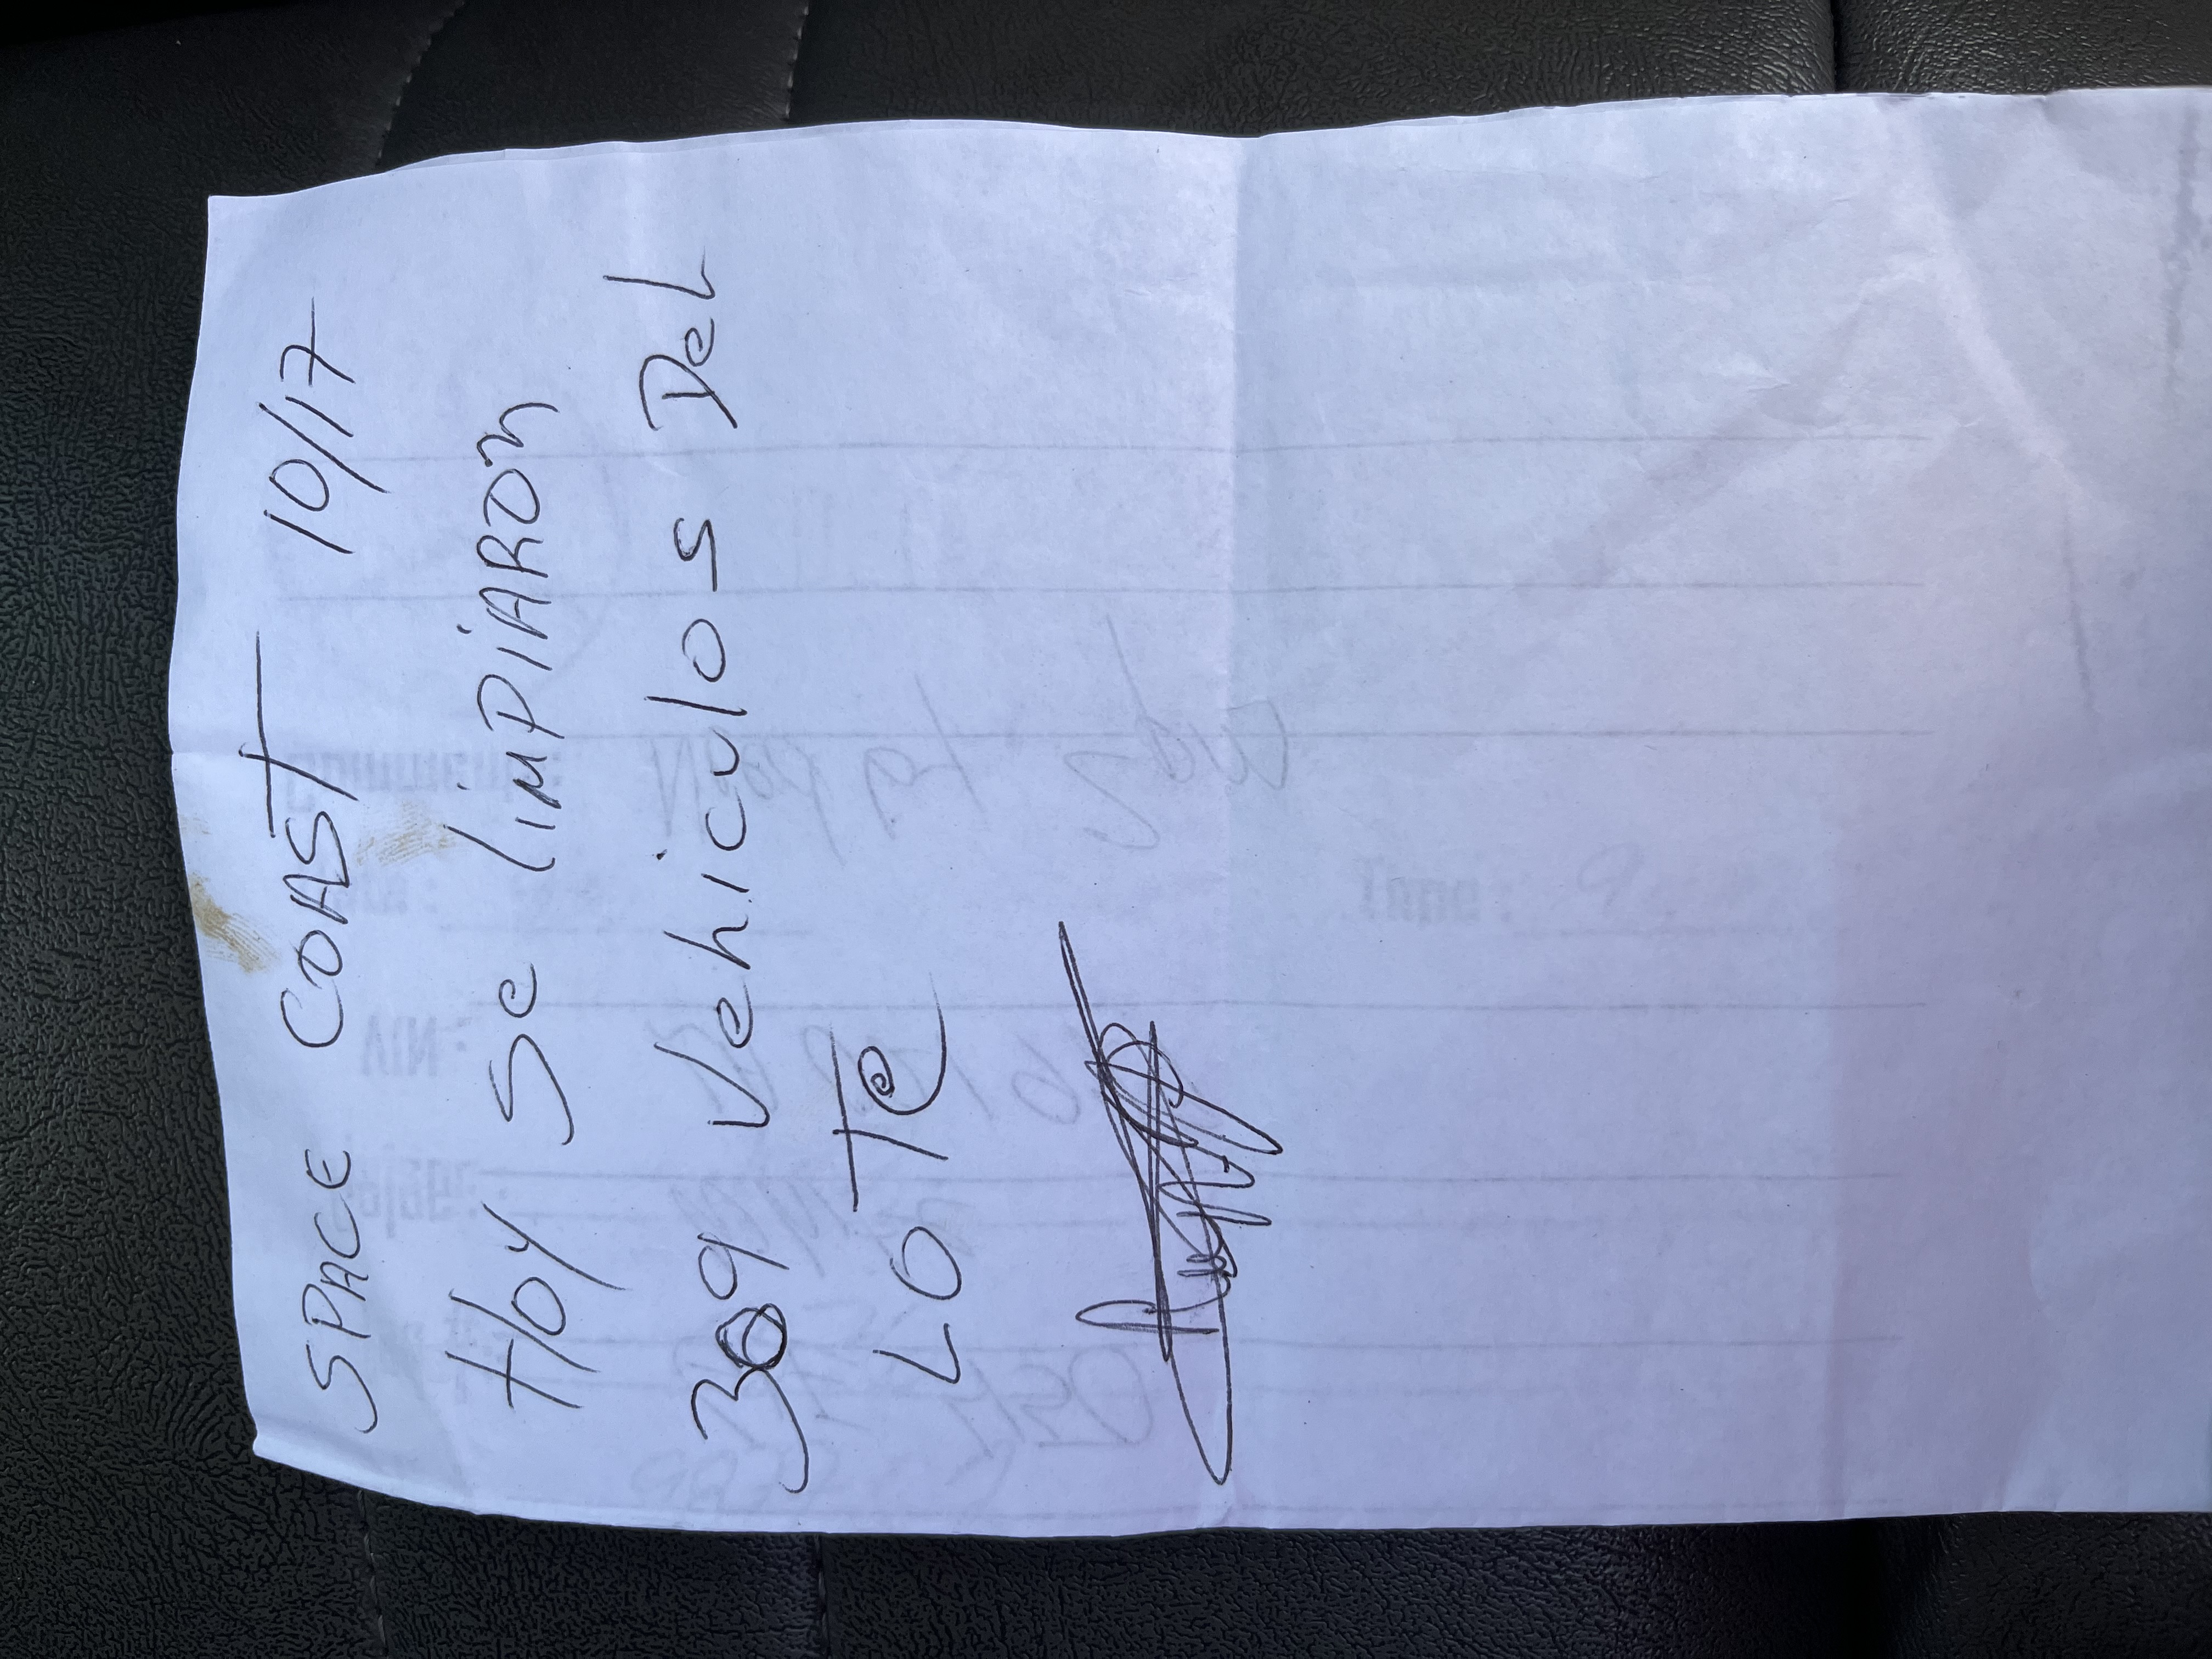 SPACE COAST 10/17
HOY Se limPiARON
309 Vehiculos Del
LOTe